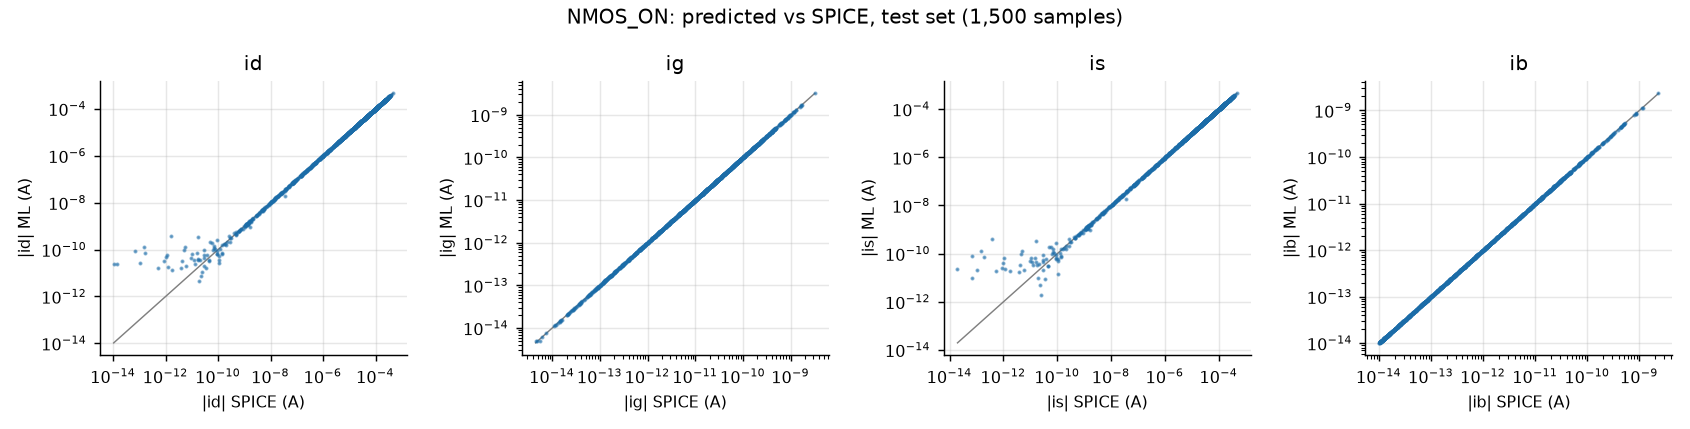 NMOS_ON: predicted vs SPICE, test set (1,500 samples)
id
|id| ML (A)
10⁻⁴
10⁻⁶
10⁻⁸
10⁻¹⁰
10⁻¹²
10⁻¹⁴
10⁻¹⁴ 10⁻¹² 10⁻¹⁰ 10⁻⁸ 10⁻⁶ 10⁻⁴
|id| SPICE (A)
ig
|ig| ML (A)
10⁻⁹
10⁻¹⁰
10⁻¹¹
10⁻¹²
10⁻¹³
10⁻¹⁴
10⁻¹⁴ 10⁻¹³ 10⁻¹² 10⁻¹¹ 10⁻¹⁰ 10⁻⁹
|ig| SPICE (A)
is
|is| ML (A)
10⁻⁴
10⁻⁶
10⁻⁸
10⁻¹⁰
10⁻¹²
10⁻¹⁴
10⁻¹⁴ 10⁻¹² 10⁻¹⁰ 10⁻⁸ 10⁻⁶ 10⁻⁴
|is| SPICE (A)
ib
|ib| ML (A)
10⁻⁹
10⁻¹⁰
10⁻¹¹
10⁻¹²
10⁻¹³
10⁻¹⁴
10⁻¹⁴ 10⁻¹³ 10⁻¹² 10⁻¹¹ 10⁻¹⁰ 10⁻⁹
|ib| SPICE (A)